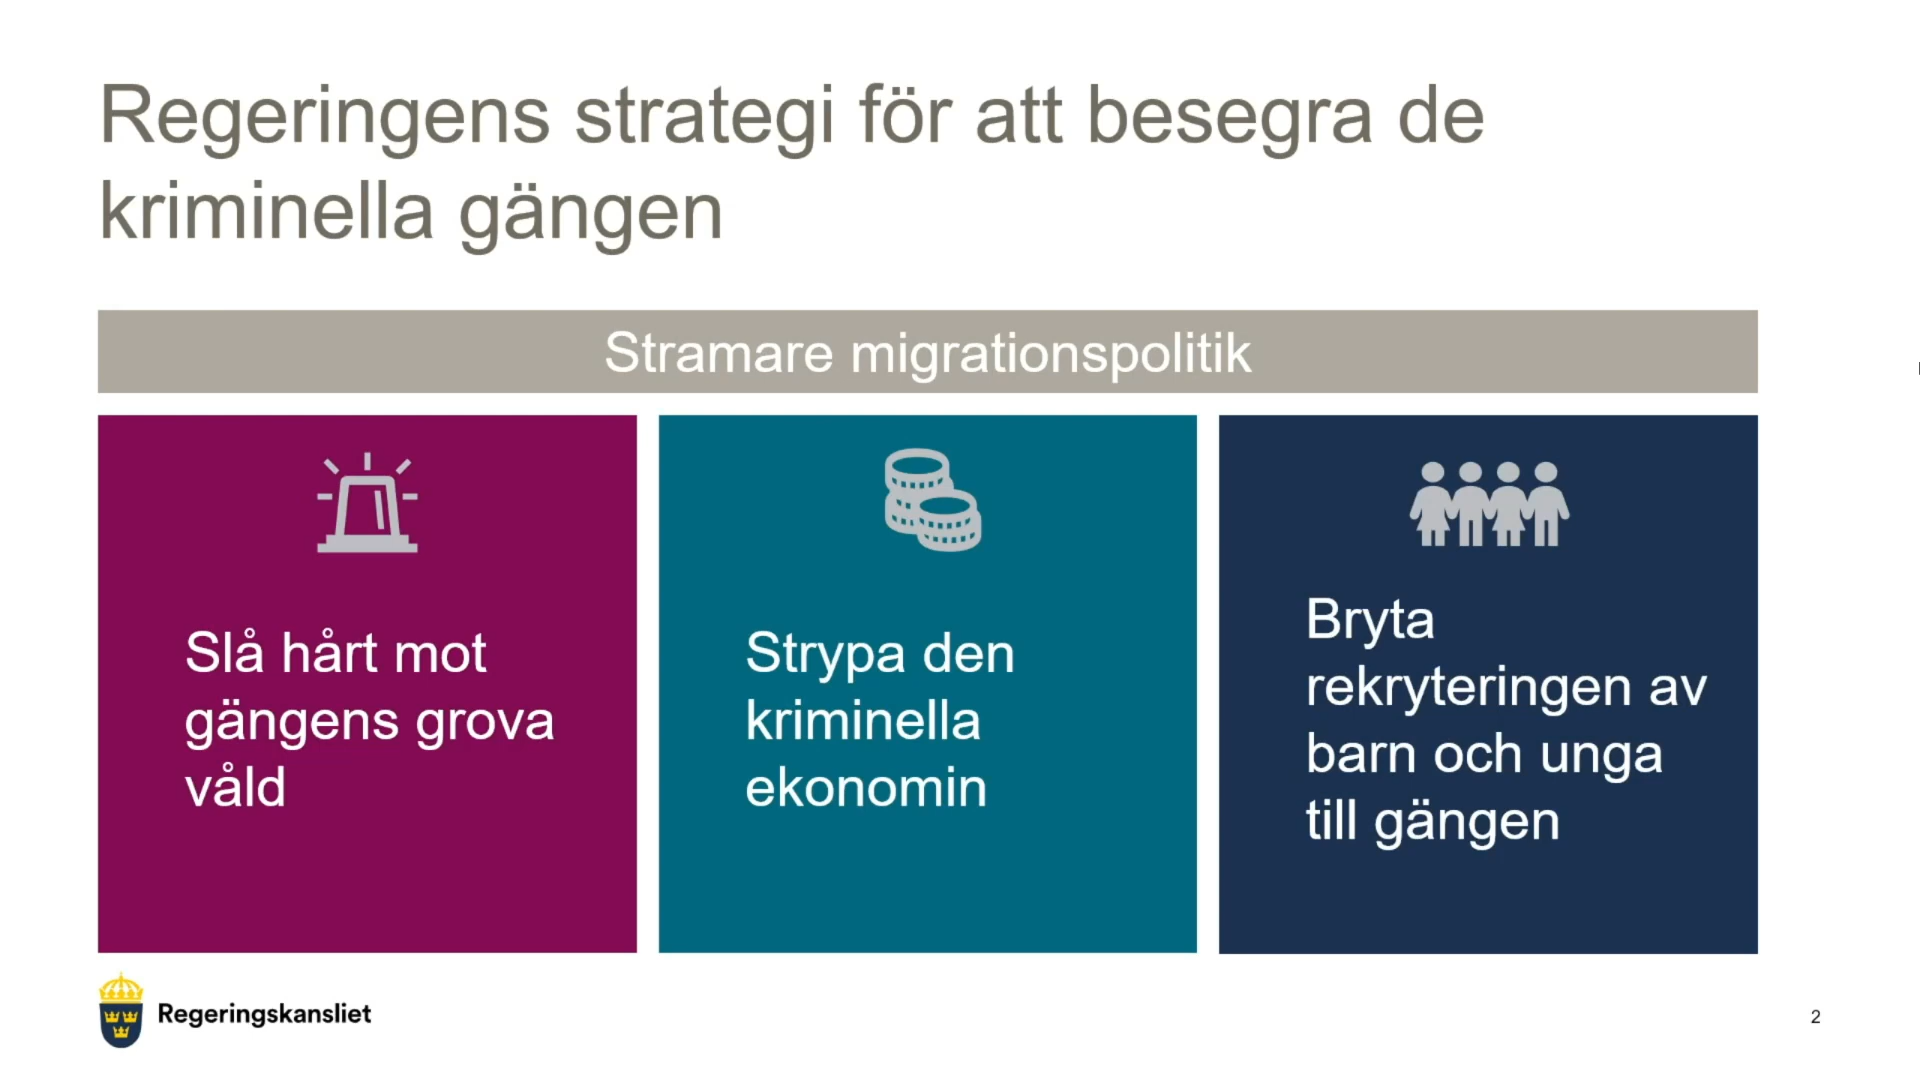 Regeringens strategi för att besegra de
kriminella gängen
Stramare migrationspolitik
Slå hårt mot
gängens grova
våld
Strypa den
kriminella
ekonomin
Bryta
rekryteringen av
barn och unga
till gängen
Regeringskansliet
2